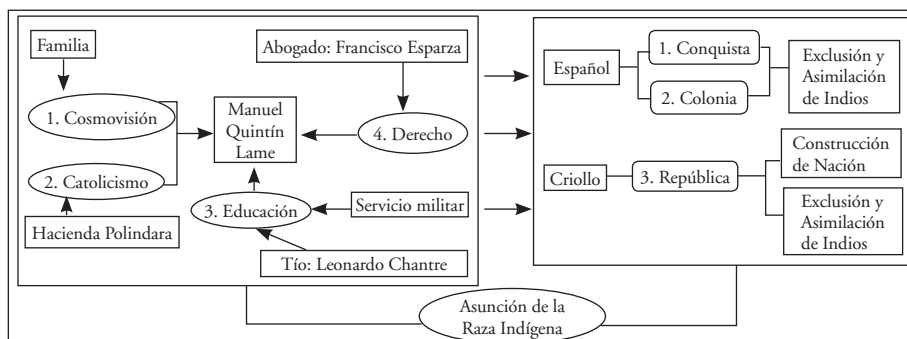 Familia
Abogado: Francisco Esparza
1. Cosmovisión
Manuel
Quintín
Lame
4. Derecho
2. Catolicismo
3. Educación
Servicio militar
Hacienda Polindara
Tío: Leonardo Chantre
Español
1. Conquista
2. Colonia
Exclusión y
Asimilación
de Indios
Criollo
3. República
Construcción
de Nación
Exclusión y
Asimilación
de Indios
Asunción de la
Raza Indígena